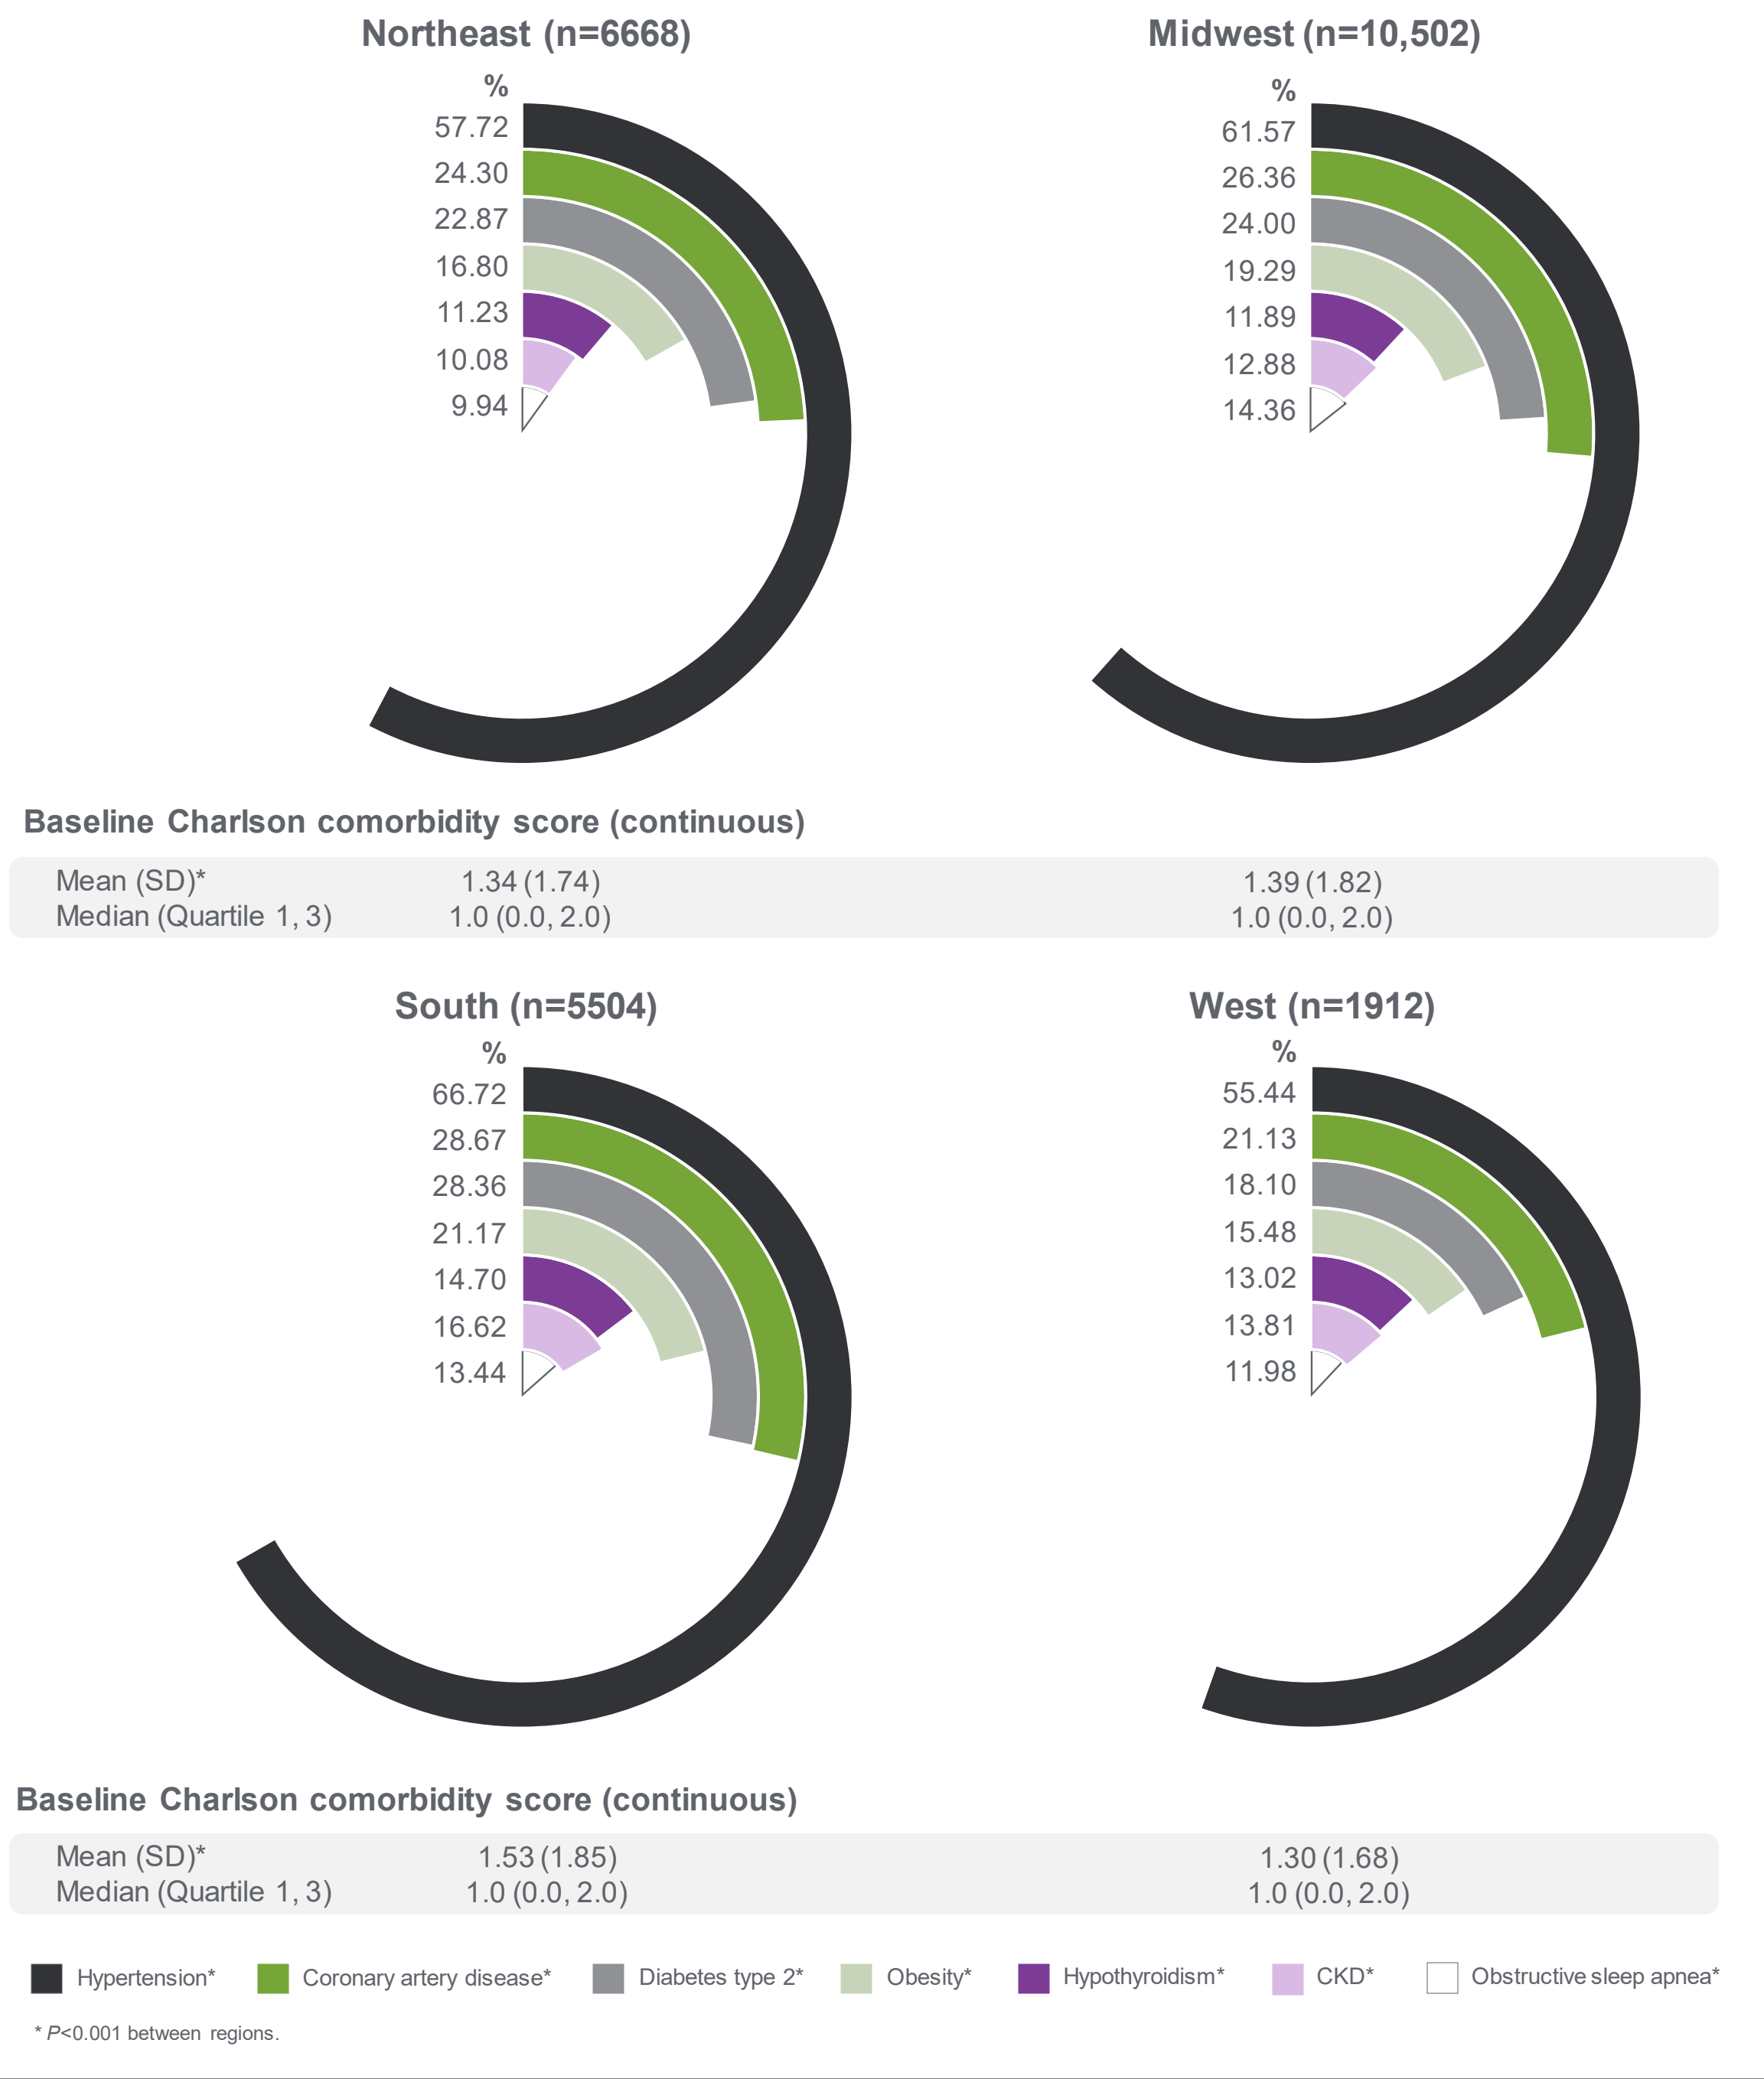 Northeast (n=6668)
%
57.72
24.30
22.87
16.80
11.23
10.08
9.94
Midwest (n=10,502)
%
61.57
26.36
24.00
19.29
11.89
12.88
14.36
Baseline Charlson comorbidity score (continuous)
Mean (SD)* 1.34 (1.74) 1.39 (1.82)
Median (Quartile 1, 3) 1.0 (0.0, 2.0) 1.0 (0.0, 2.0)
South (n=5504)
%
66.72
28.67
28.36
21.17
14.70
16.62
13.44
West (n=1912)
%
55.44
21.13
18.10
15.48
13.02
13.81
11.98
Baseline Charlson comorbidity score (continuous)
Mean (SD)* 1.53 (1.85) 1.30 (1.68)
Median (Quartile 1, 3) 1.0 (0.0, 2.0) 1.0 (0.0, 2.0)
Hypertension* Coronary artery disease* Diabetes type 2* Obesity* Hypothyroidism* CKD* Obstructive sleep apnea*
* P<0.001 between regions.